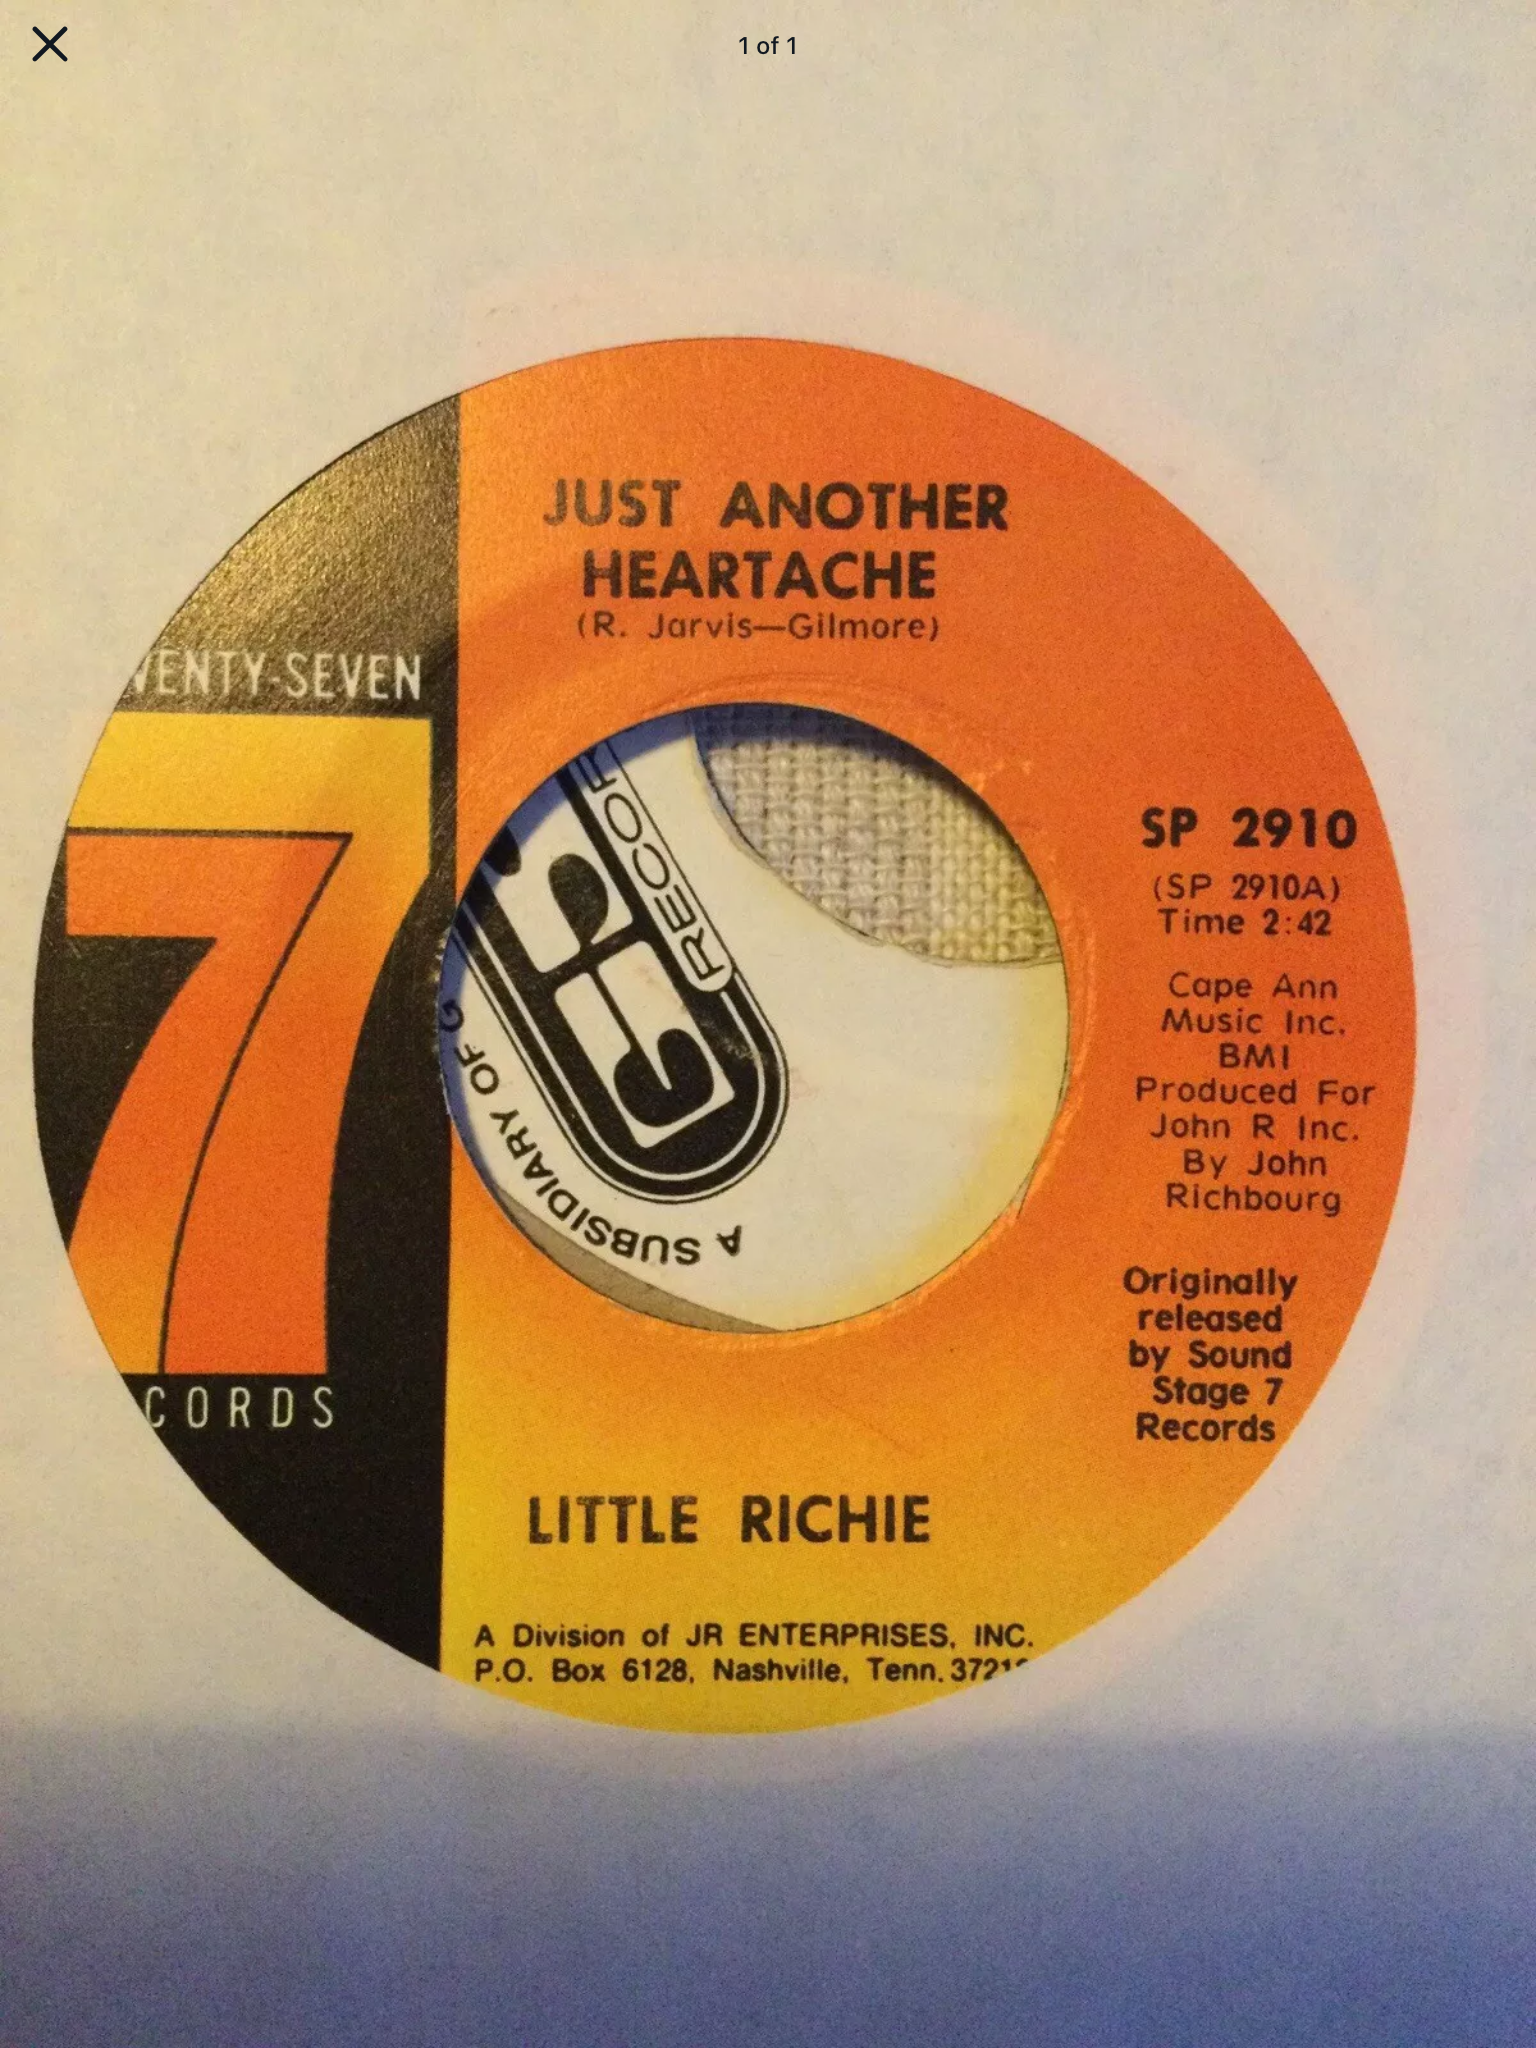 1 of 1
JUST ANOTHER
HEARTACHE
(R. Jarvis—Gilmore)
VENTY-SEVEN
7
CORDS
SP 2910
(SP 2910A)
Time 2:42
Cape Ann
Music Inc.
BMI
Produced For
John R Inc.
By John
Richbourg
Originally
released
by Sound
Stage 7
Records
RECOR
A SUBSIDIARY OF G
LITTLE RICHIE
A Division of JR ENTERPRISES, INC.
P.O. Box 6128, Nashville, Tenn. 3721